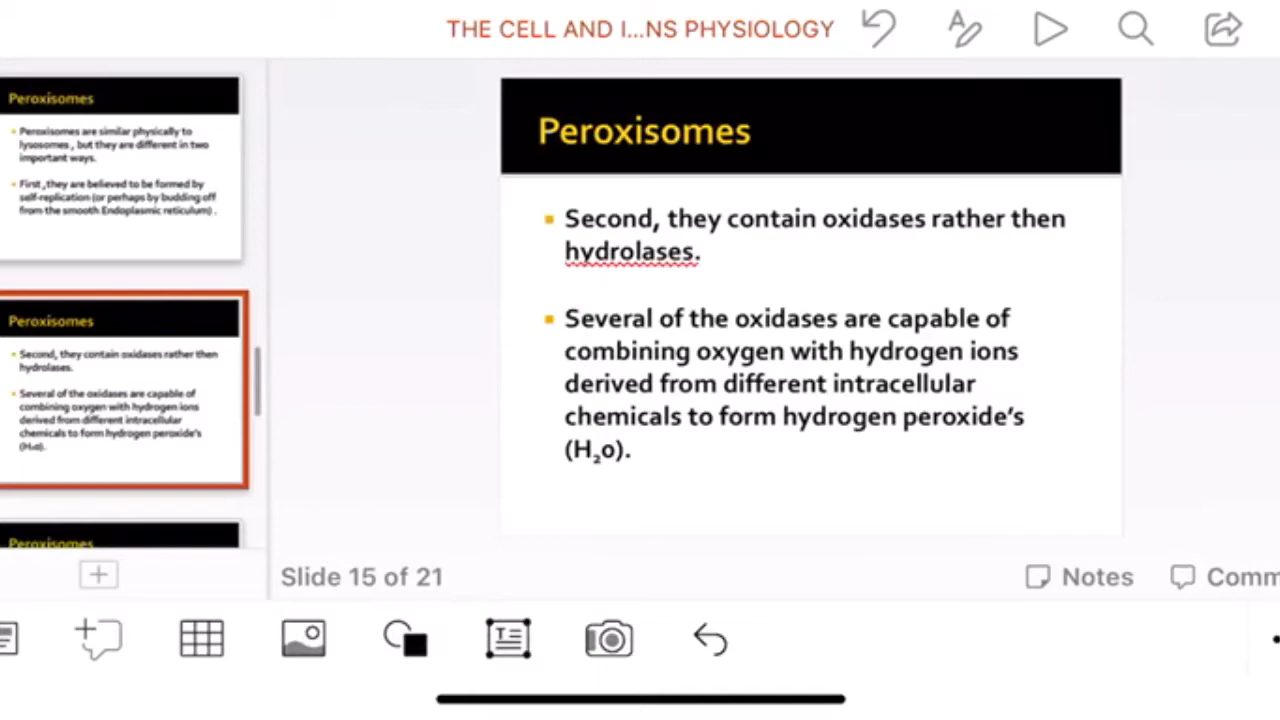 THE CELL AND I...NS PHYSIOLOGY
Peroxisomes
Peroxisomes are similar physically to
lysosomes , but they are different in two
important ways.
First ,they are believed to be formed by
self-replication (or perhaps by budding off
from the smooth Endoplasmic reticulum) .
Peroxisomes
Second, they contain oxidases rather then
hydrolases.
Several of the oxidases are capable of
combining oxygen with hydrogen ions
derived from different intracellular
chemicals to form hydrogen peroxide's
(H₂o).
Peroxisomes
Peroxisomes
Second, they contain oxidases rather then
hydrolases.
Several of the oxidases are capable of
combining oxygen with hydrogen ions
derived from different intracellular
chemicals to form hydrogen peroxide’s
(H₂o).
Slide 15 of 21
Notes
Comm